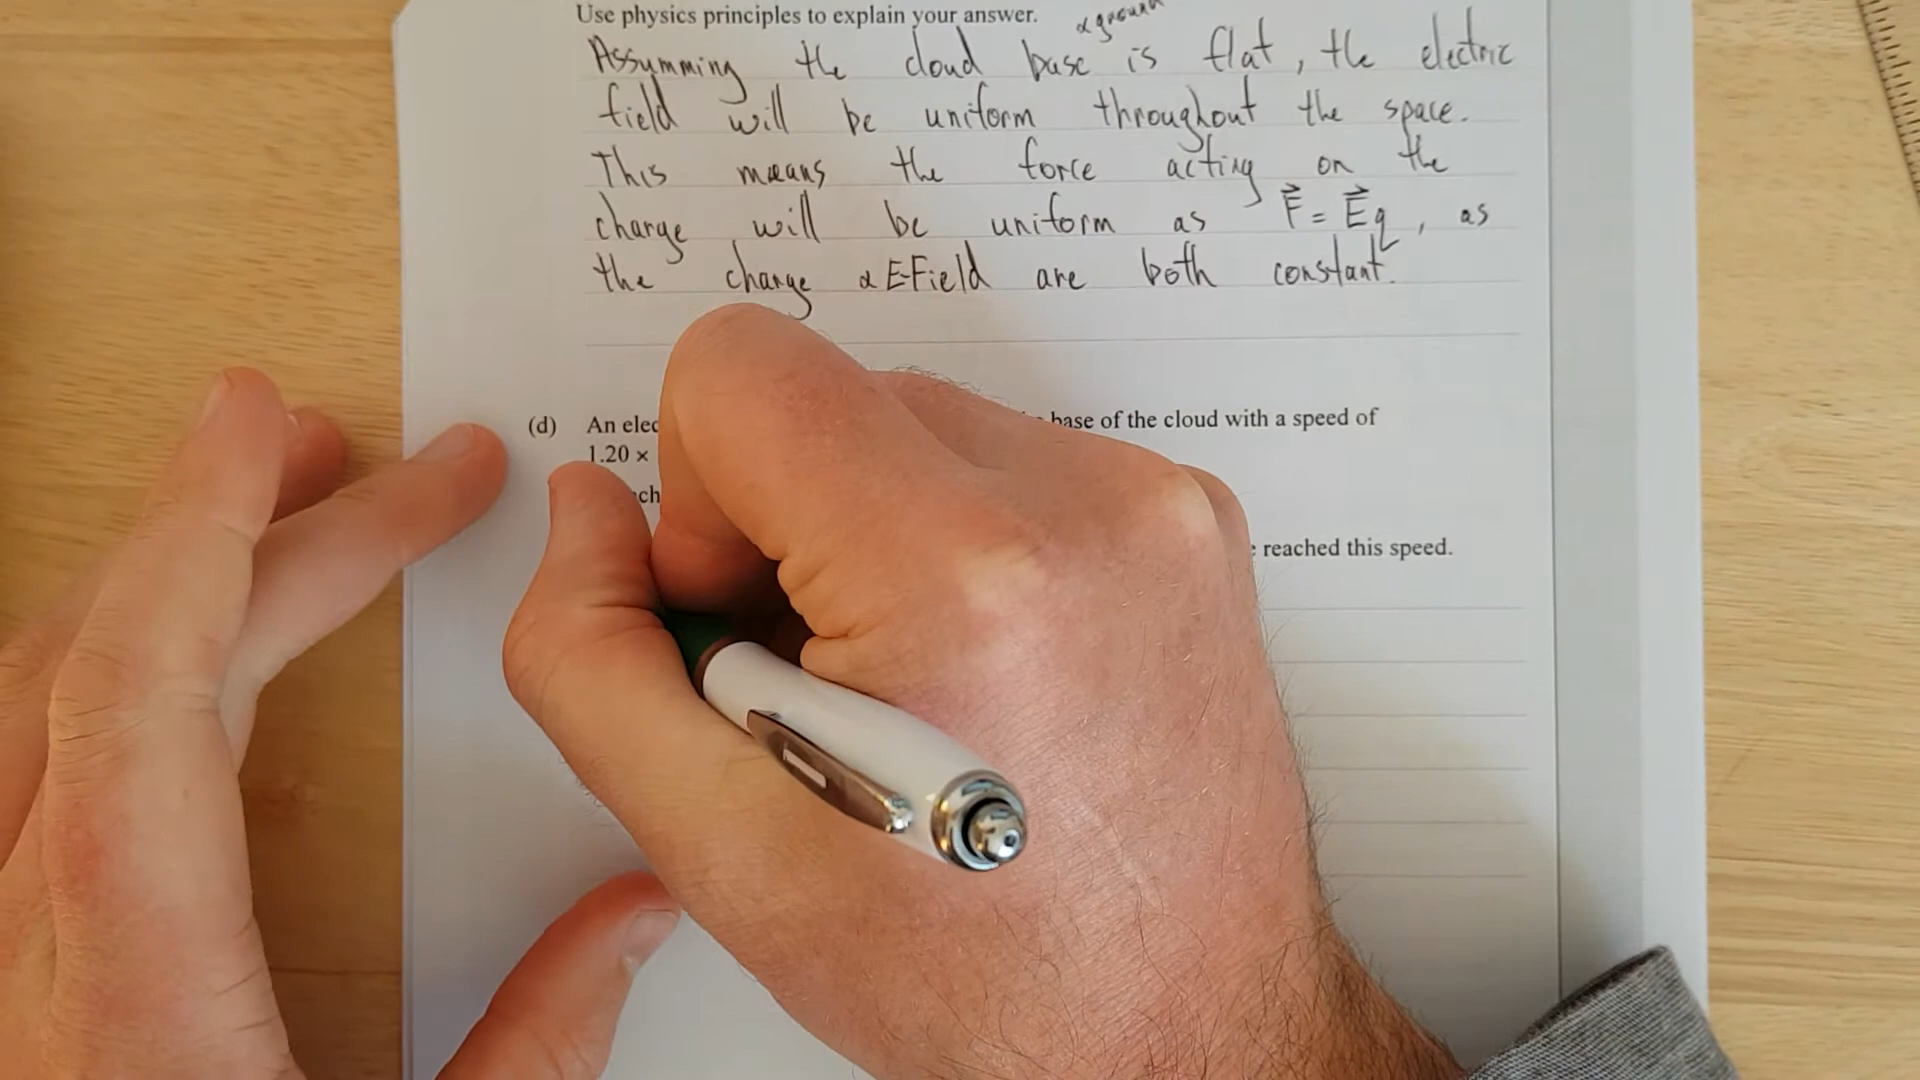 Use physics principles to explain your answer.
& ground
Assumming the cloud base is flat, the electric
field will be uniform throughout the space.
This means the force acting on the
charge will be uniform as F⃗ = E⃗q, as
the charge & E-Field are both constant.
(d) An elec base of the cloud with a speed of
1.20 ×
ch
reached this speed.